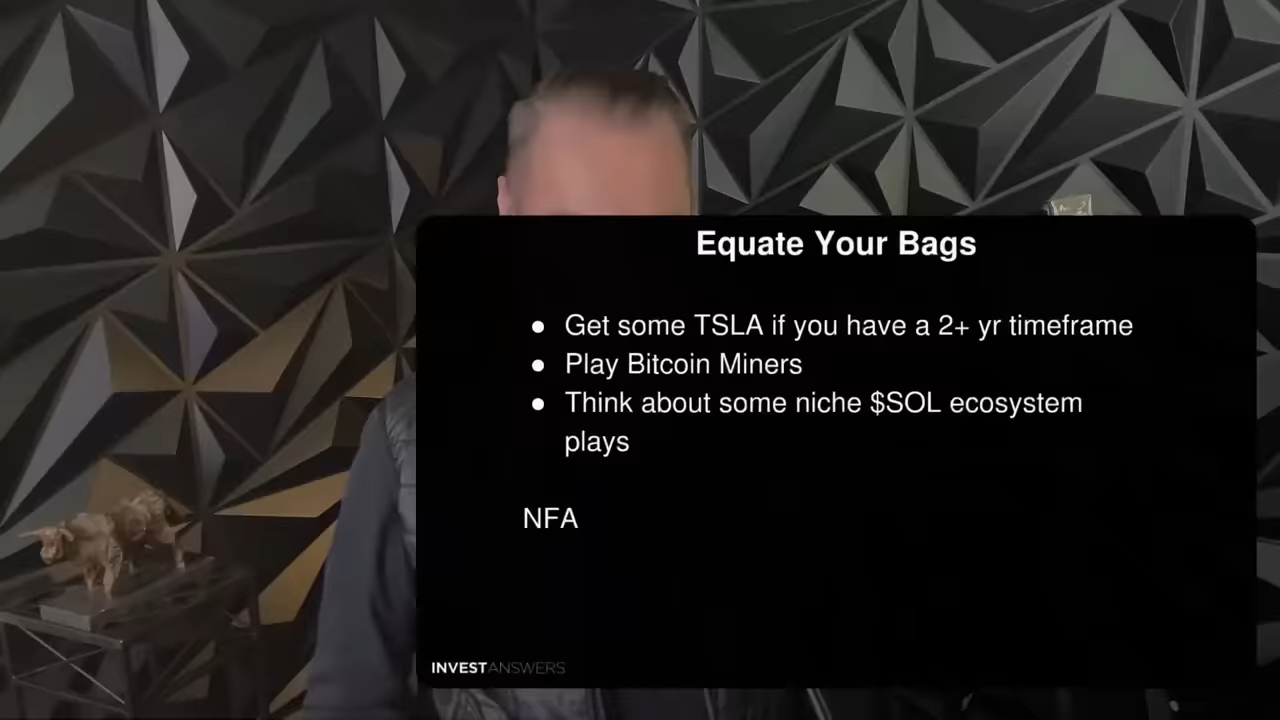 Equate Your Bags
● Get some TSLA if you have a 2+ yr timeframe
● Play Bitcoin Miners
● Think about some niche $SOL ecosystem
plays
NFA
INVESTANSWERS